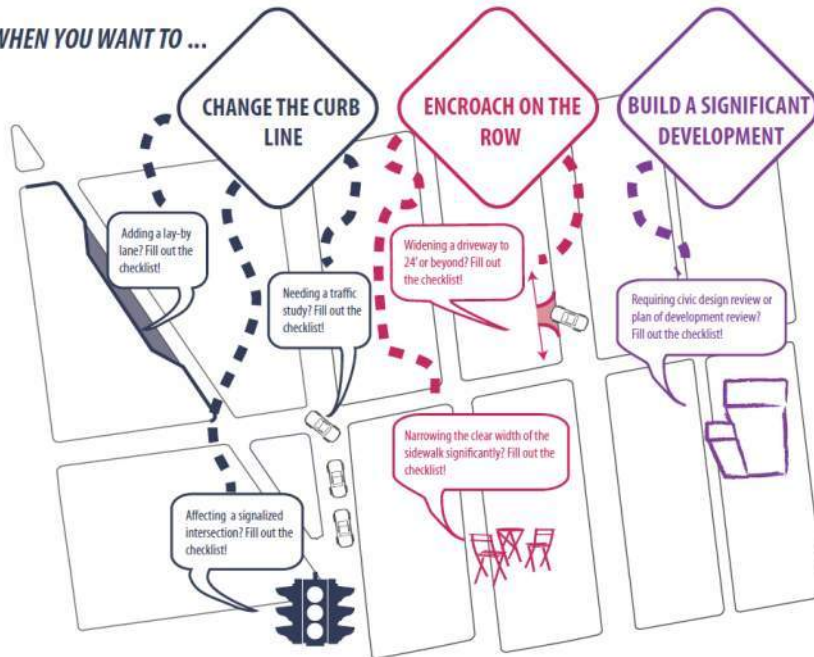 WHEN YOU WANT TO ...
CHANGE THE CURB
LINE
ENCROACH ON THE
ROW
BUILD A SIGNIFICANT
DEVELOPMENT
Adding a lay-by
lane? Fill out the
checklist!
Needing a traffic
study? Fill out the
checklist!
Widening a driveway to
24' or beyond? Fill out
the checklist!
Requiring civic design review or
plan of development review?
Fill out the checklist!
Narrowing the clear width of the
sidewalk significantly? Fill out the
checklist!
Affecting a signalized
intersection? Fill out the
checklist!